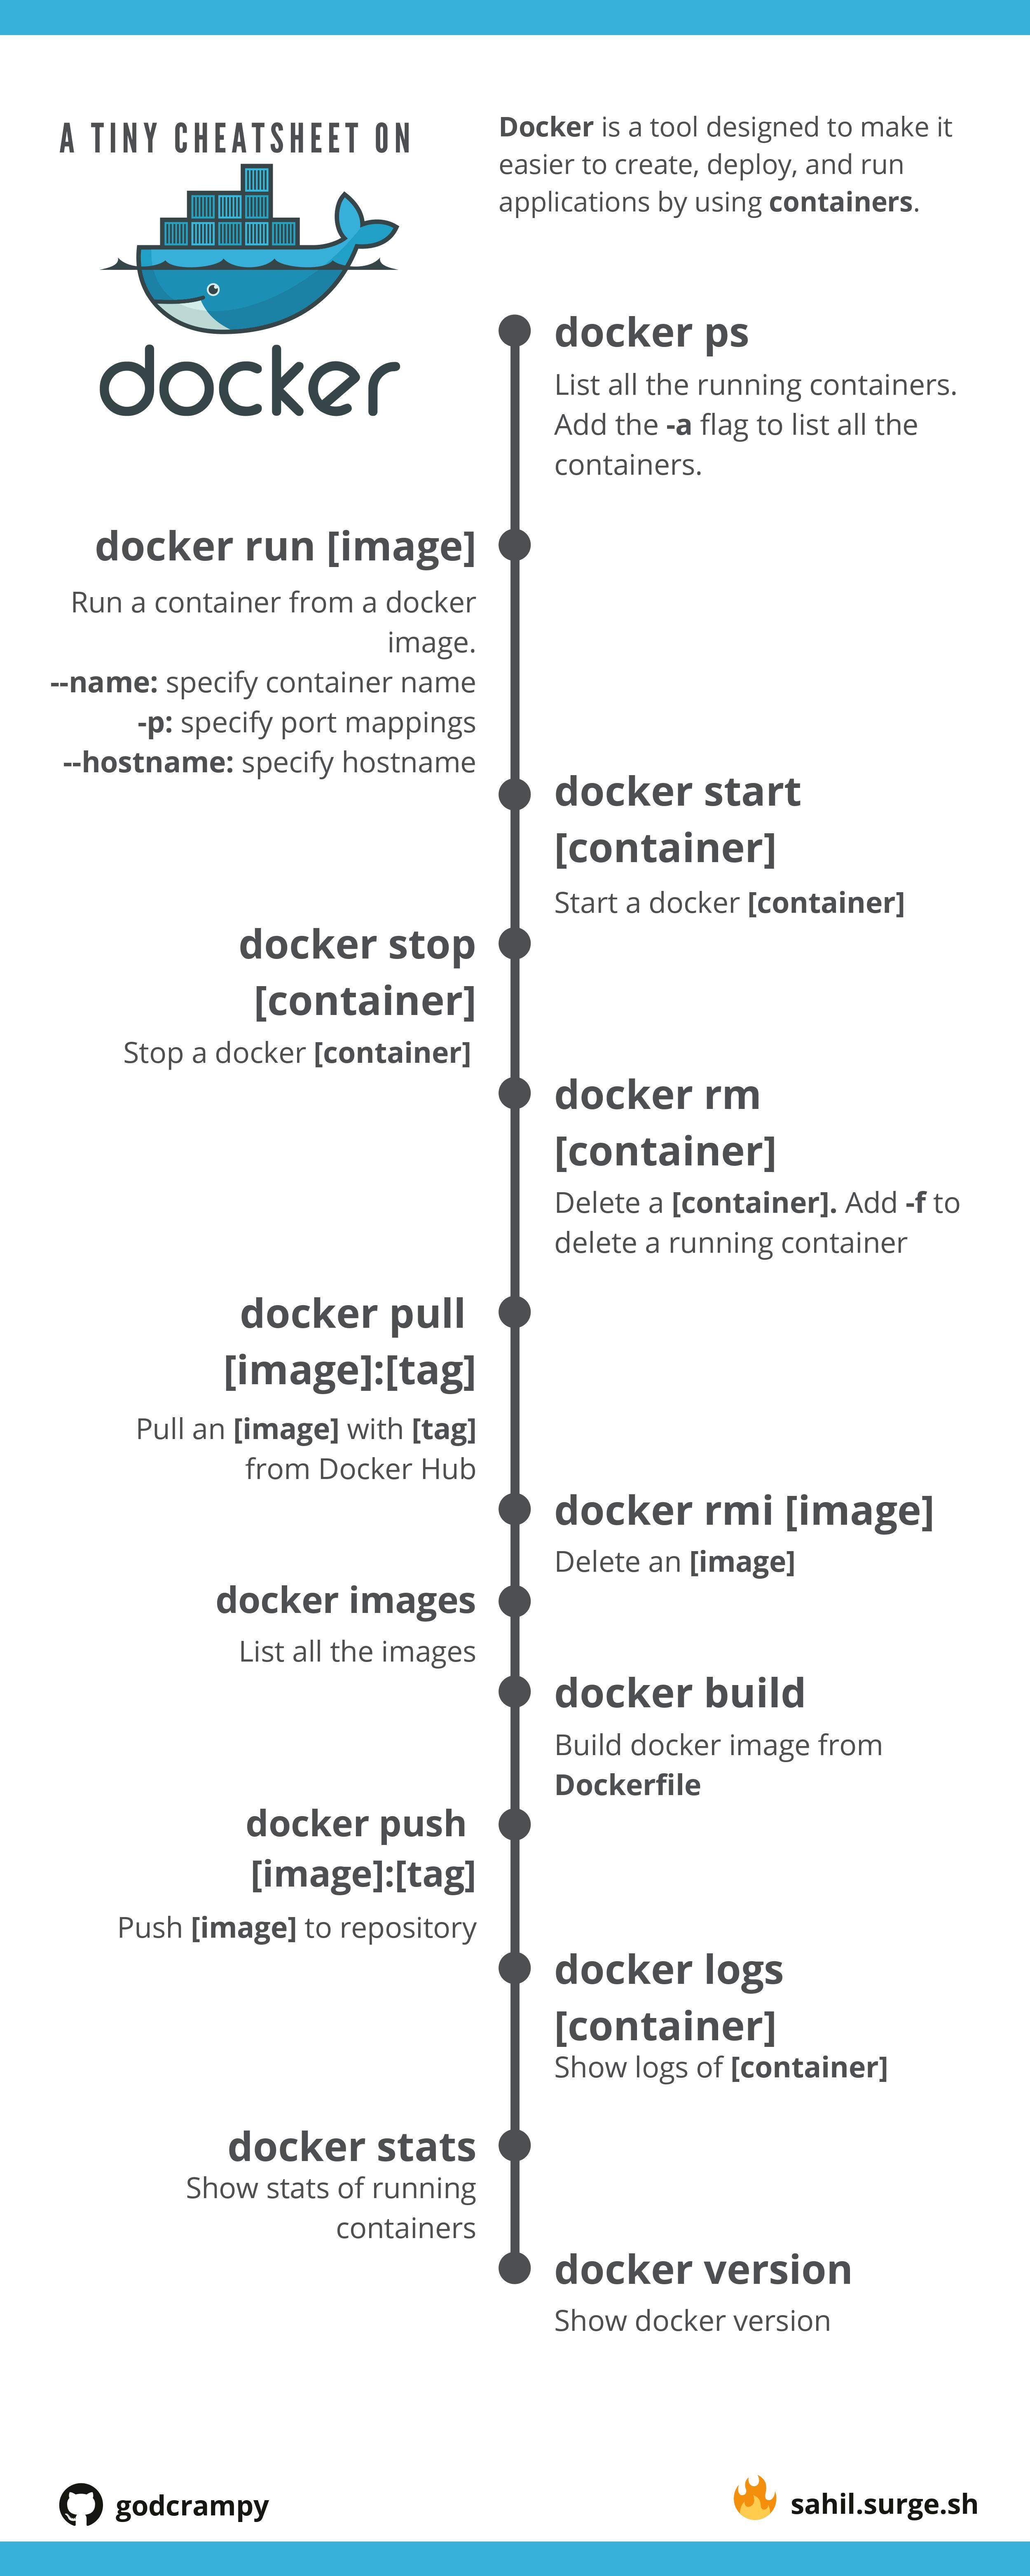 A TINY CHEATSHEET ON
docker
Docker is a tool designed to make it
easier to create, deploy, and run
applications by using containers.
docker ps
List all the running containers.
Add the -a flag to list all the
containers.
docker run [image]
Run a container from a docker
image.
--name: specify container name
-p: specify port mappings
--hostname: specify hostname
docker start
[container]
Start a docker [container]
docker stop
[container]
Stop a docker [container]
docker rm
[container]
Delete a [container]. Add -f to
delete a running container
docker pull
[image]:[tag]
Pull an [image] with [tag]
from Docker Hub
docker rmi [image]
Delete an [image]
docker images
List all the images
docker build
Build docker image from
Dockerfile
docker push
[image]:[tag]
Push [image] to repository
docker logs
[container]
Show logs of [container]
docker stats
Show stats of running
containers
docker version
Show docker version
godcrampy
sahil.surge.sh